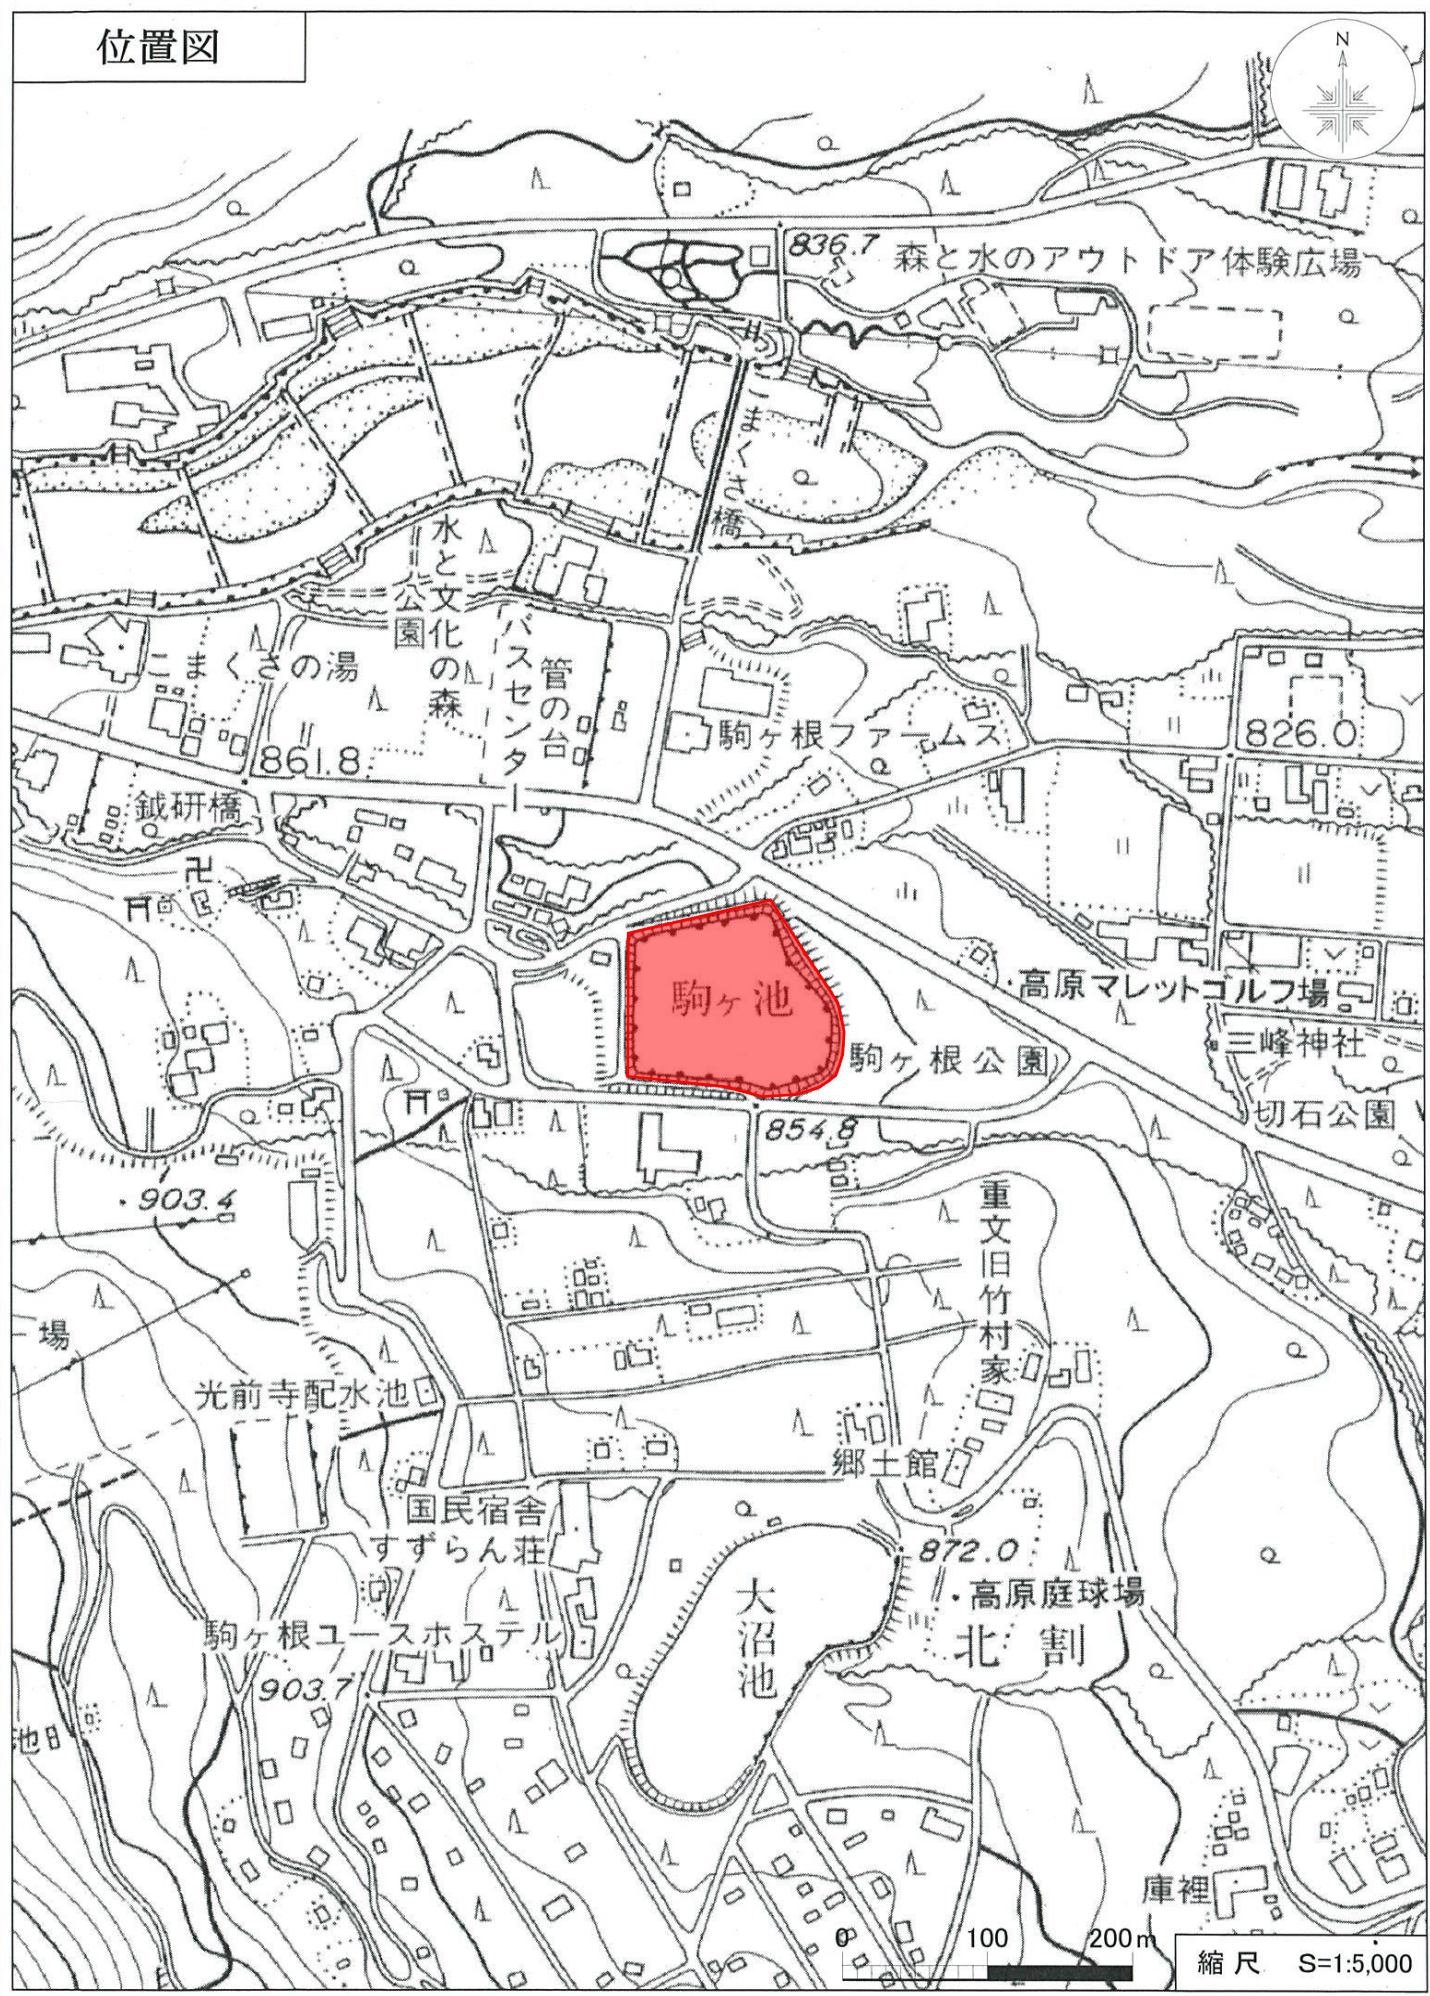 位置図
N
836.7
森と水のアウトドア体験広場
こまくさ橋
水と文化の森
公園
バスセンター
菅の台
こまくさの湯
駒ヶ根ファームス
826.0
861.8
鉞研橋
駒ヶ池
高原マレットゴルフ場
三峰神社
駒ヶ根公園
切石公園
854.8
903.4
重文旧竹村家
場
光前寺配水池
郷土館
国民宿舎
すずらん荘
872.0
高原庭球場
大沼池
駒ヶ根ユースホステル
北割
903.7
池
庫裡
0 100 200m
縮尺 S=1:5,000